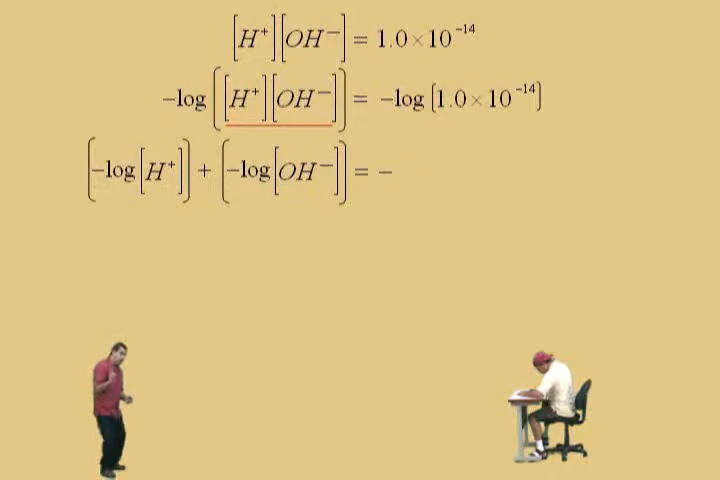 [H⁺][OH⁻] = 1.0×10⁻¹⁴
−log([H⁺][OH⁻]) = −log(1.0×10⁻¹⁴)
(−log[H⁺]) + (−log[OH⁻]) = −